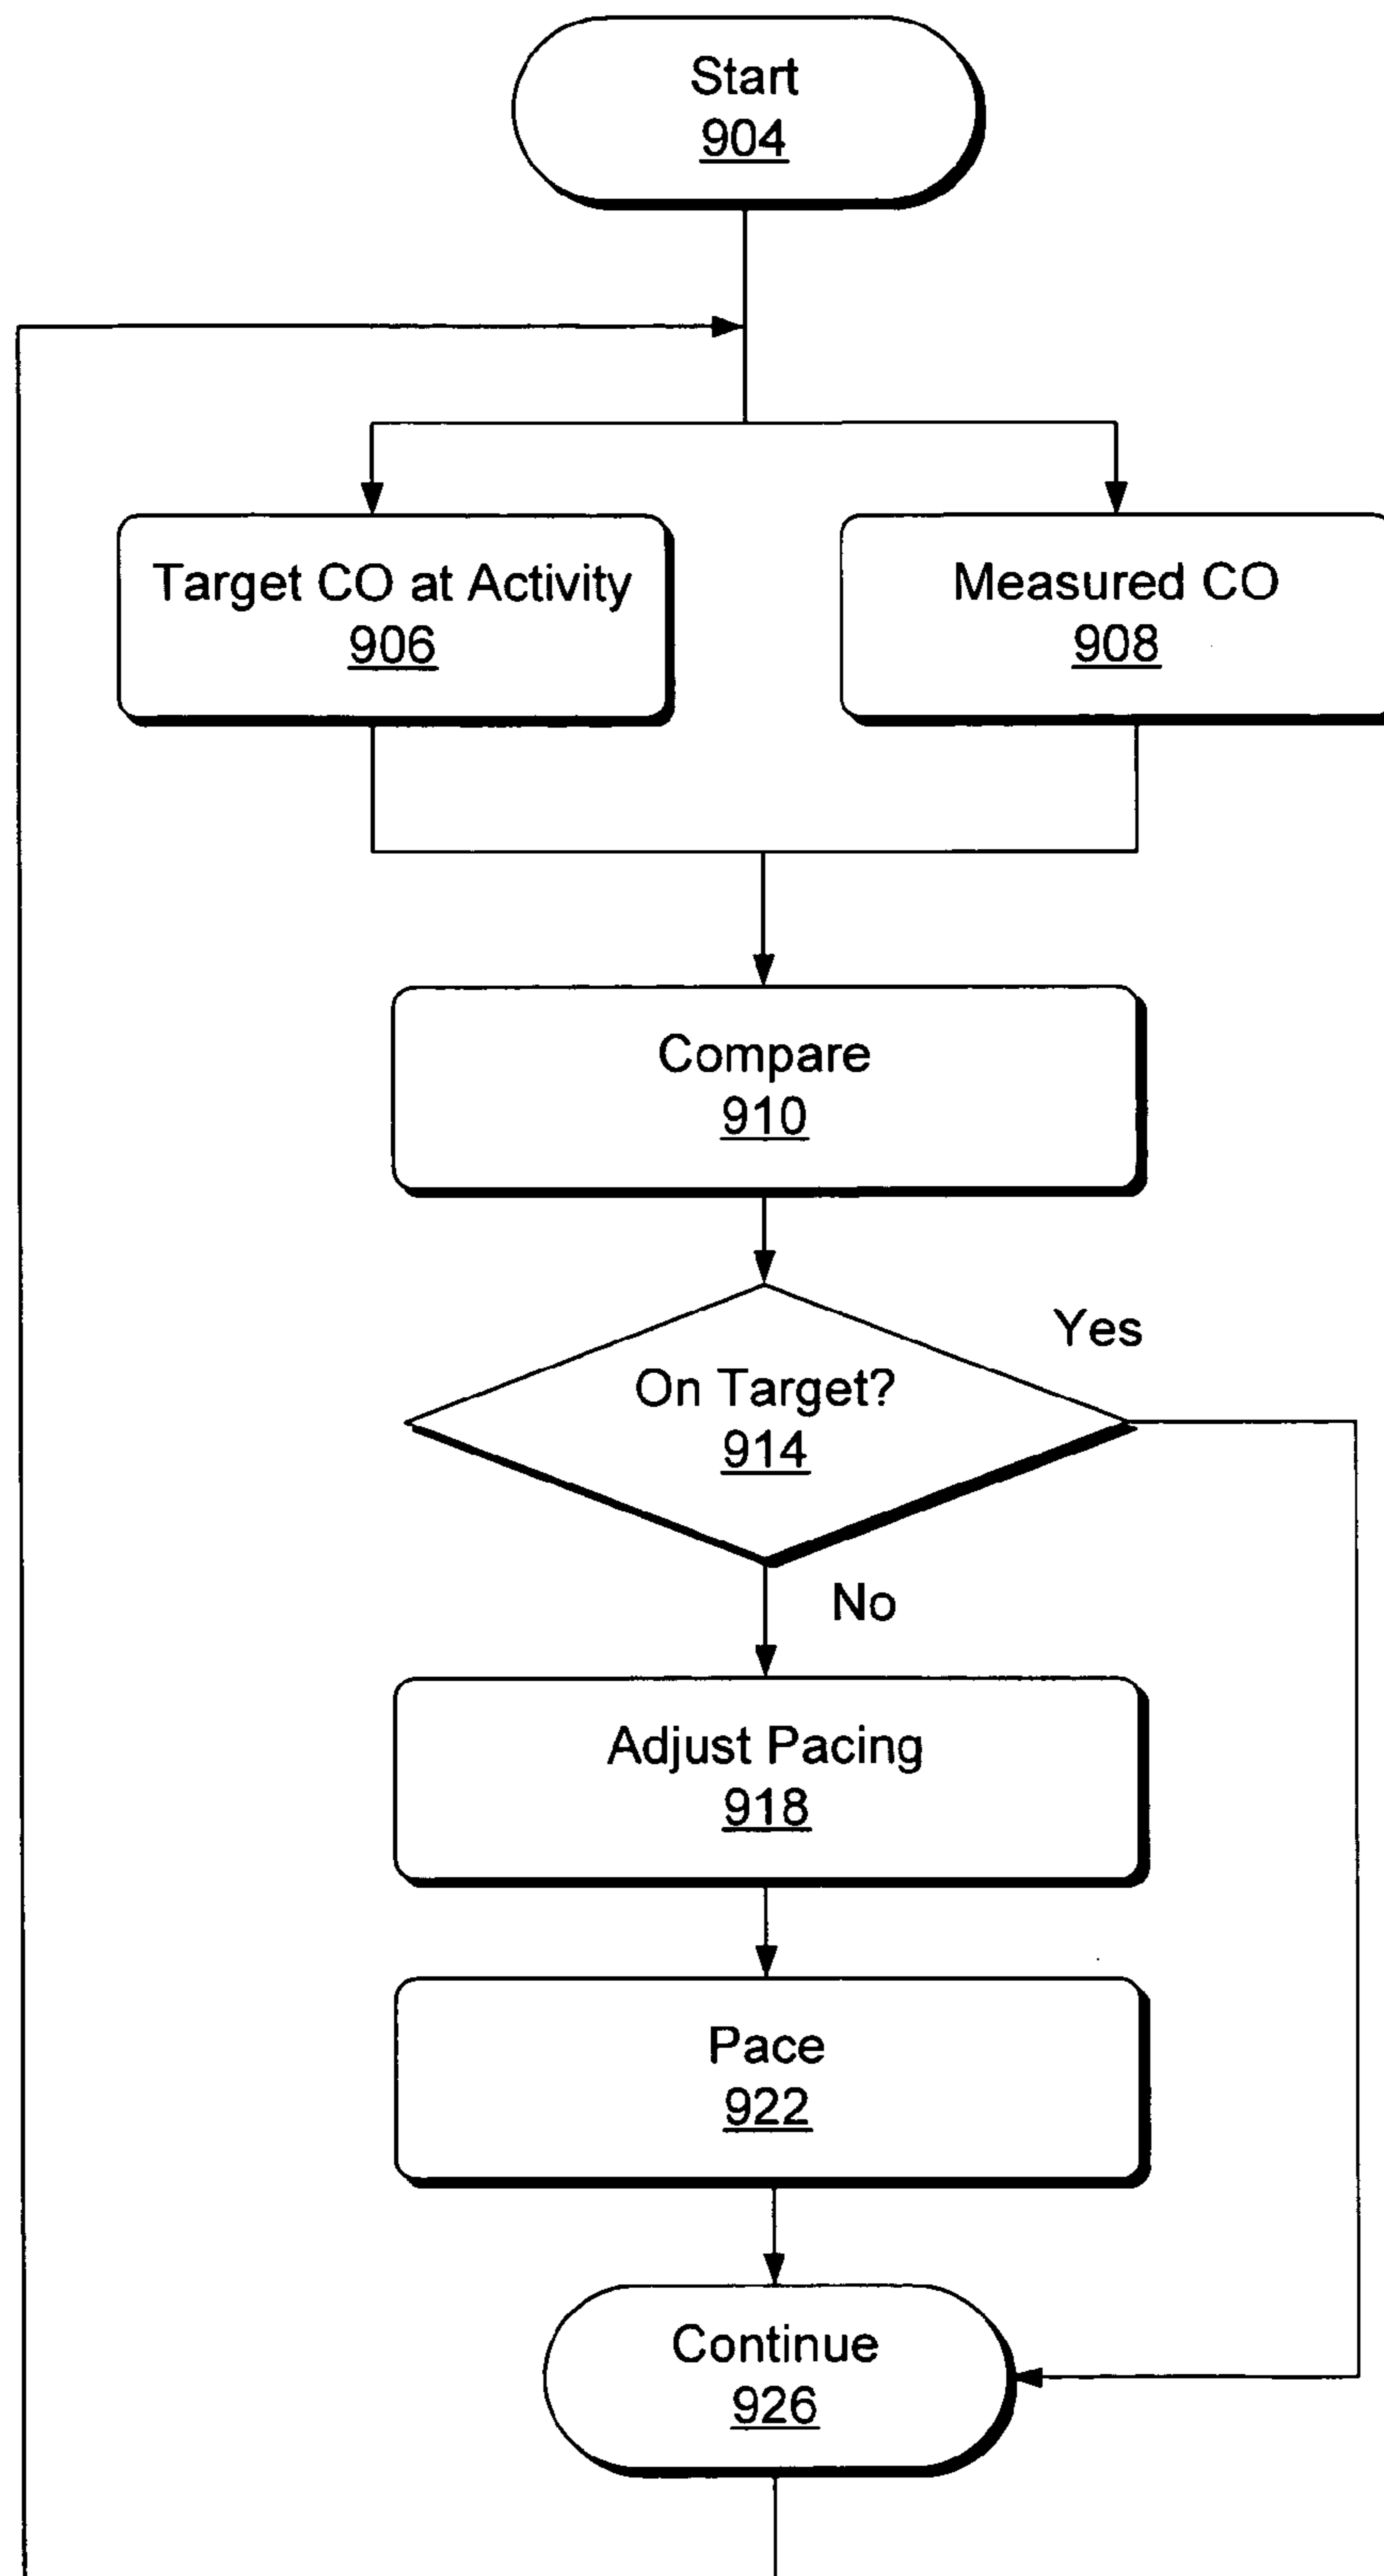 Start
904
Target CO at Activity
906
Measured CO
908
Compare
910
Yes
On Target?
914
No
Adjust Pacing
918
Pace
922
Continue
926